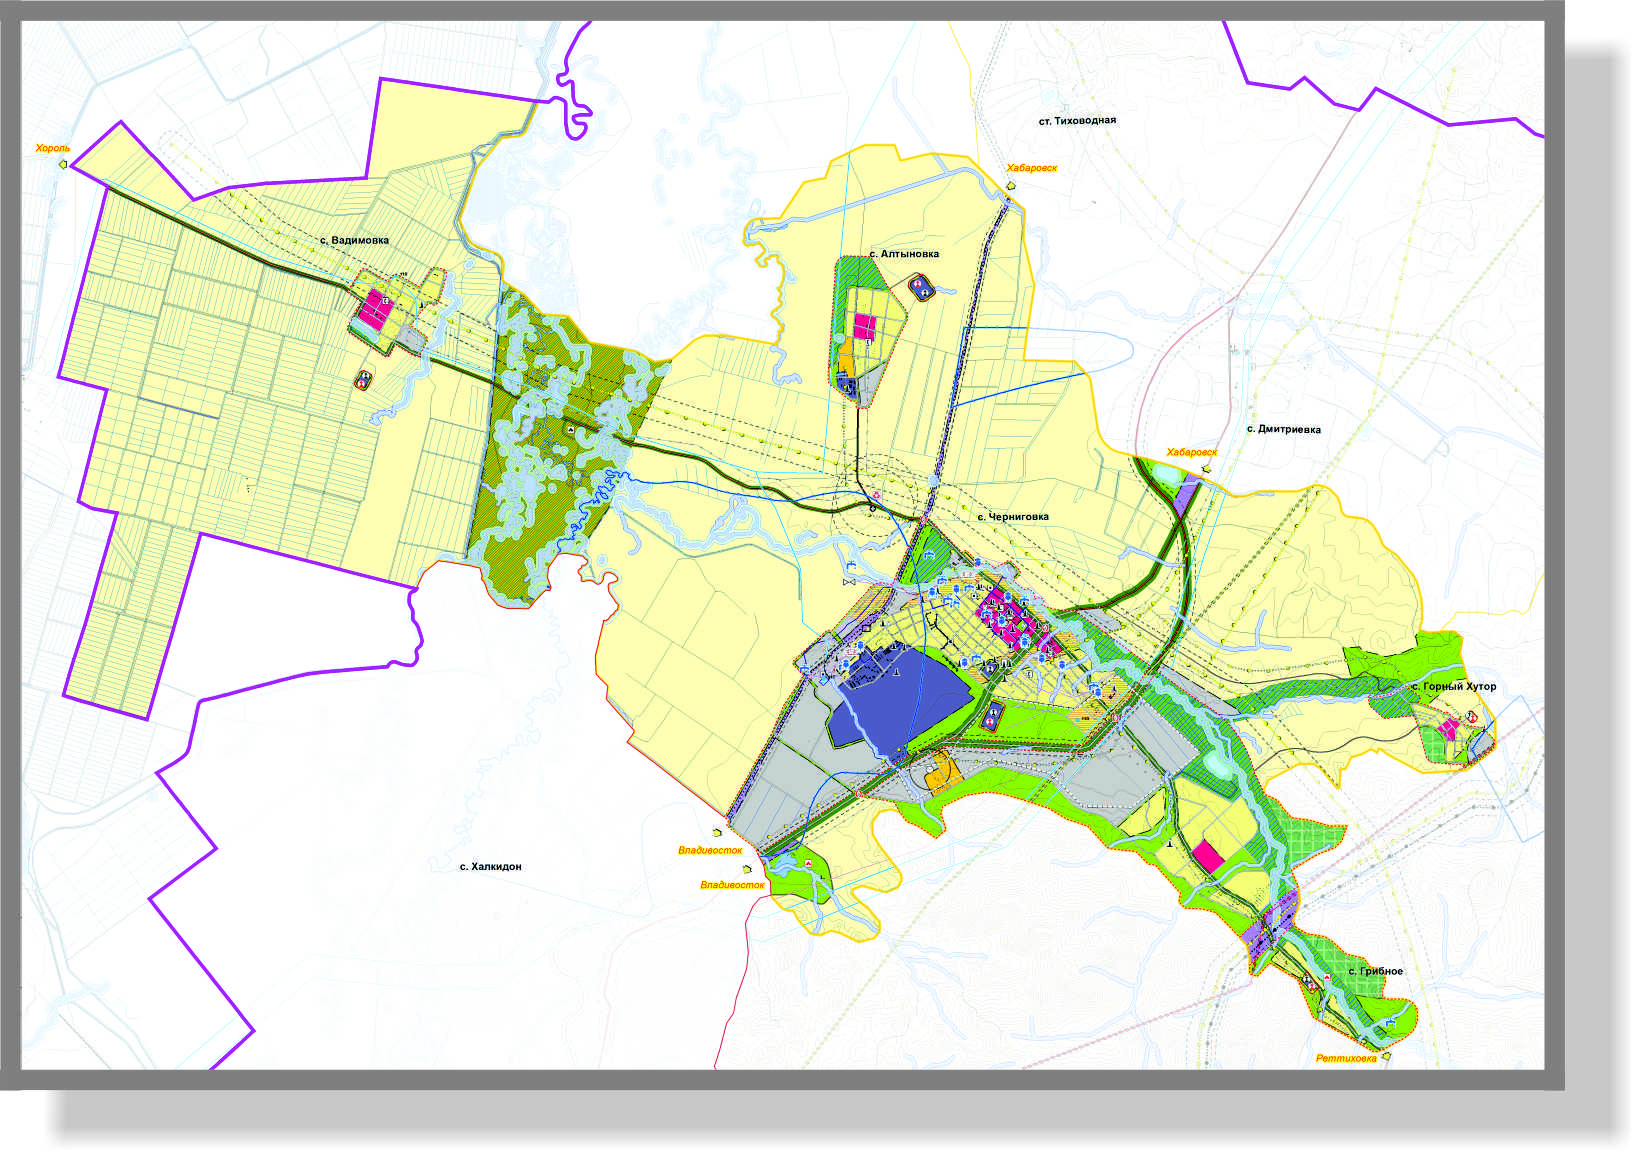 ст. Тиховодная
Хороль
Хабаровск
с. Вадимовка
с. Алтыновка
с. Дмитриевка
Хабаровск
с. Черниговка
с. Горный Хутор
Владивосток
с. Халкидон
Владивосток
с. Грибное
Реттиховка